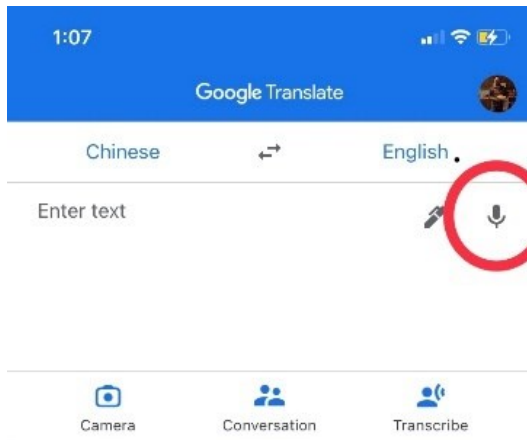 1:07
Google Translate
Chinese English
Enter text
Camera Conversation Transcribe